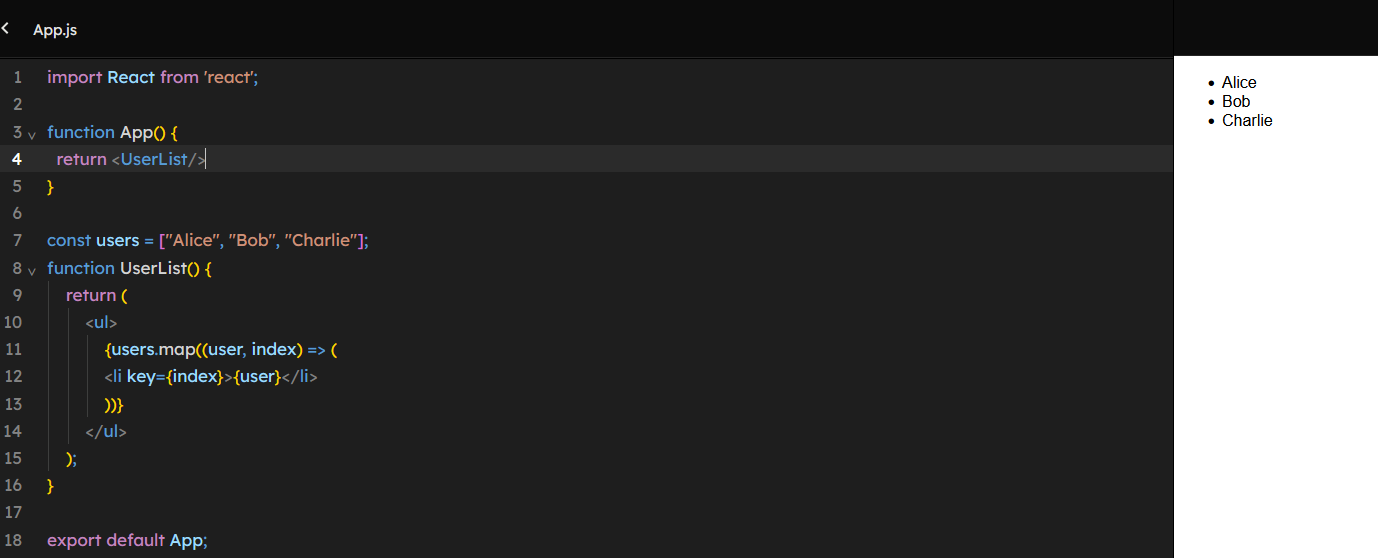 App.js
1 import React from 'react';
2
3 function App() {
4 return <UserList/>
5 }
6
7 const users = ["Alice", "Bob", "Charlie"];
8 function UserList() {
9 return (
10 <ul>
11 {users.map((user, index) => (
12 <li key={index}>{user}</li>
13 ))}
14 </ul>
15 );
16 }
17
18 export default App;
• Alice
• Bob
• Charlie